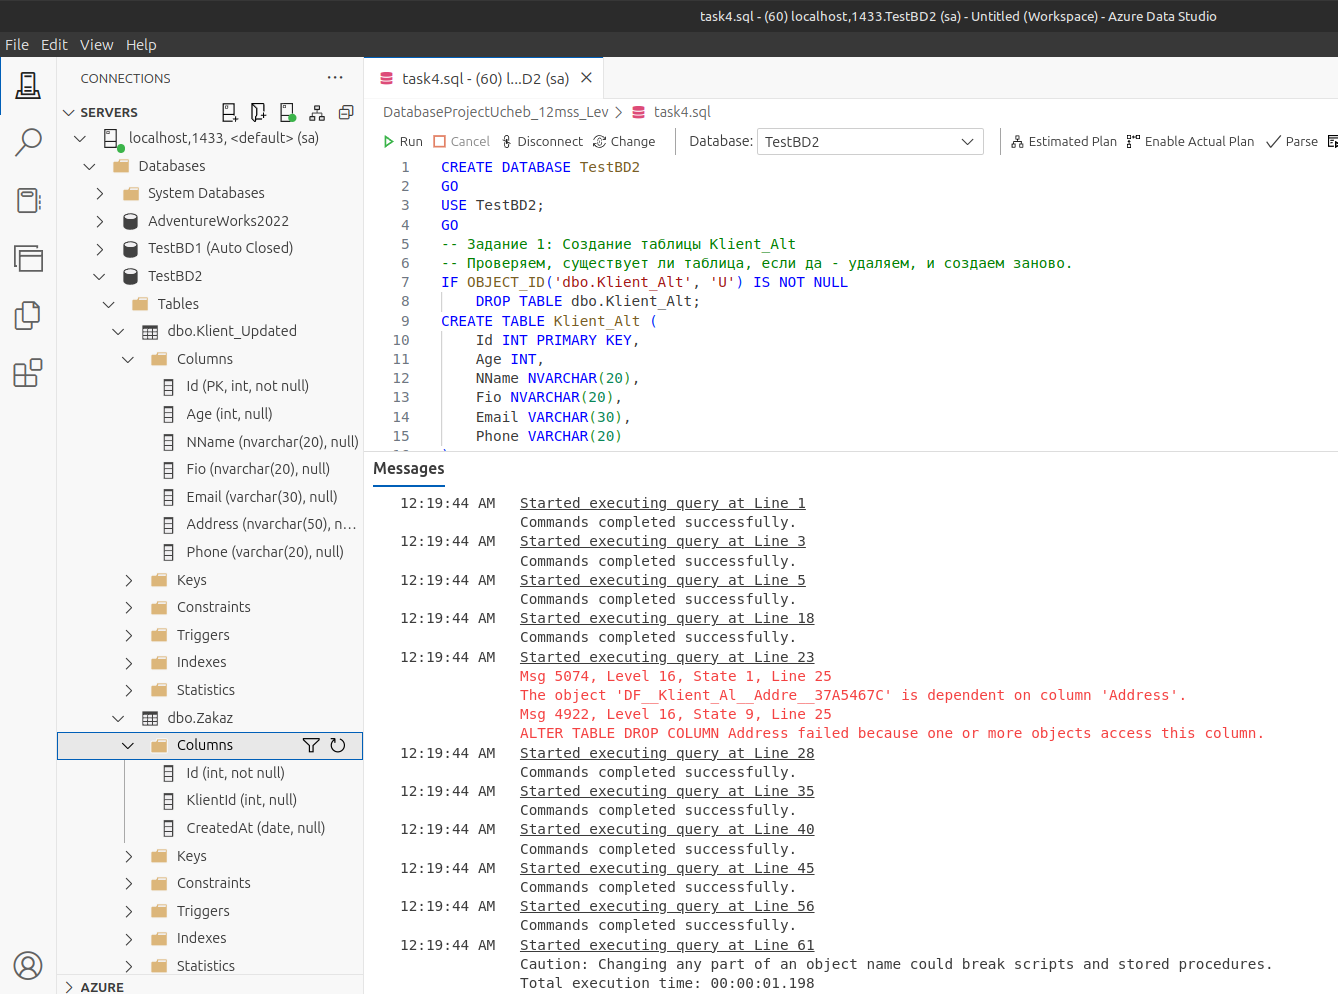 task4.sql - (60) localhost,1433.TestBD2 (sa) - Untitled (Workspace) - Azure Data Studio
File Edit View Help
CONNECTIONS
SERVERS
localhost,1433, <default> (sa)
Databases
System Databases
AdventureWorks2022
TestBD1 (Auto Closed)
TestBD2
Tables
dbo.Klient_Updated
Columns
Id (PK, int, not null)
Age (int, null)
NName (nvarchar(20), null)
Fio (nvarchar(20), null)
Email (varchar(30), null)
Address (nvarchar(50), n...
Phone (varchar(20), null)
Keys
Constraints
Triggers
Indexes
Statistics
dbo.Zakaz
Columns
Id (int, not null)
KlientId (int, null)
CreatedAt (date, null)
Keys
Constraints
Triggers
Indexes
Statistics
AZURE
task4.sql - (60) l...D2 (sa)
DatabaseProjectUcheb_12mss_Lev > task4.sql
Run Cancel Disconnect Change Database: TestBD2 Estimated Plan Enable Actual Plan Parse
1 CREATE DATABASE TestBD2
2 GO
3 USE TestBD2;
4 GO
5 -- Задание 1: Создание таблицы Klient_Alt
6 -- Проверяем, существует ли таблица, если да - удаляем, и создаем заново.
7 IF OBJECT_ID('dbo.Klient_Alt', 'U') IS NOT NULL
8 DROP TABLE dbo.Klient_Alt;
9 CREATE TABLE Klient_Alt (
10 Id INT PRIMARY KEY,
11 Age INT,
12 NName NVARCHAR(20),
13 Fio NVARCHAR(20),
14 Email VARCHAR(30),
15 Phone VARCHAR(20)
Messages
12:19:44 AM Started executing query at Line 1
Commands completed successfully.
12:19:44 AM Started executing query at Line 3
Commands completed successfully.
12:19:44 AM Started executing query at Line 5
Commands completed successfully.
12:19:44 AM Started executing query at Line 18
Commands completed successfully.
12:19:44 AM Started executing query at Line 23
Msg 5074, Level 16, State 1, Line 25
The object 'DF__Klient_Al__Addre__37A5467C' is dependent on column 'Address'.
Msg 4922, Level 16, State 9, Line 25
ALTER TABLE DROP COLUMN Address failed because one or more objects access this column.
12:19:44 AM Started executing query at Line 28
Commands completed successfully.
12:19:44 AM Started executing query at Line 35
Commands completed successfully.
12:19:44 AM Started executing query at Line 40
Commands completed successfully.
12:19:44 AM Started executing query at Line 45
Commands completed successfully.
12:19:44 AM Started executing query at Line 56
Commands completed successfully.
12:19:44 AM Started executing query at Line 61
Caution: Changing any part of an object name could break scripts and stored procedures.
Total execution time: 00:00:01.198